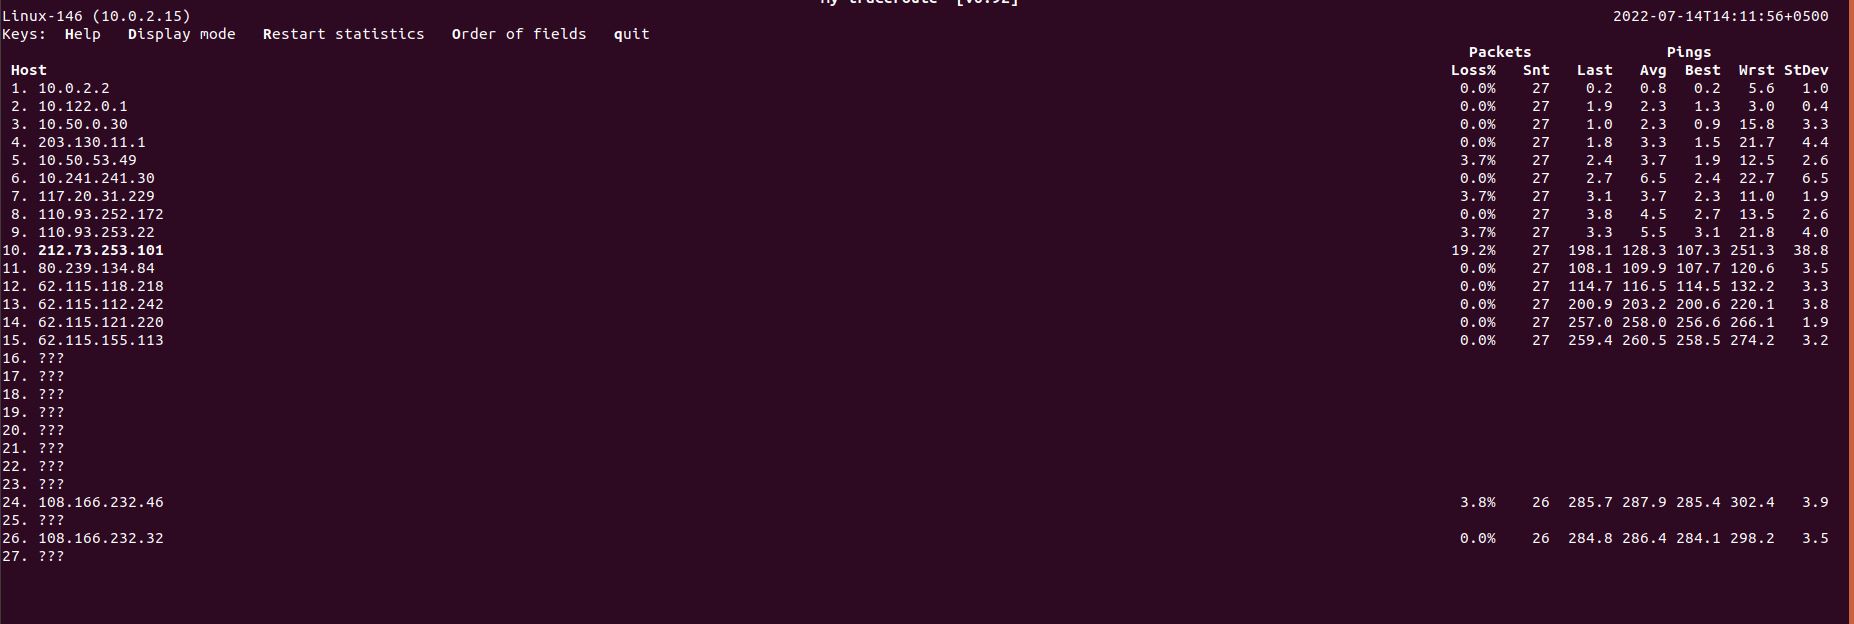 My traceroute [v0.92]
Linux-146 (10.0.2.15) 2022-07-14T14:11:56+0500
Keys: Help Display mode Restart statistics Order of fields quit
Packets Pings
Host Loss% Snt Last Avg Best Wrst StDev
1. 10.0.2.2 0.0% 27 0.2 0.8 0.2 5.6 1.0
2. 10.122.0.1 0.0% 27 1.9 2.3 1.3 3.0 0.4
3. 10.50.0.30 0.0% 27 1.0 2.3 0.9 15.8 3.3
4. 203.130.11.1 0.0% 27 1.8 3.3 1.5 21.7 4.4
5. 10.50.53.49 3.7% 27 2.4 3.7 1.9 12.5 2.6
6. 10.241.241.30 0.0% 27 2.7 6.5 2.4 22.7 6.5
7. 117.20.31.229 3.7% 27 3.1 3.7 2.3 11.0 1.9
8. 110.93.252.172 0.0% 27 3.8 4.5 2.7 13.5 2.6
9. 110.93.253.22 3.7% 27 3.3 5.5 3.1 21.8 4.0
10. 212.73.253.101 19.2% 27 198.1 128.3 107.3 251.3 38.8
11. 80.239.134.84 0.0% 27 108.1 109.9 107.7 120.6 3.5
12. 62.115.118.218 0.0% 27 114.7 116.5 114.5 132.2 3.3
13. 62.115.112.242 0.0% 27 200.9 203.2 200.6 220.1 3.8
14. 62.115.121.220 0.0% 27 257.0 258.0 256.6 266.1 1.9
15. 62.115.155.113 0.0% 27 259.4 260.5 258.5 274.2 3.2
16. ???
17. ???
18. ???
19. ???
20. ???
21. ???
22. ???
23. ???
24. 108.166.232.46 3.8% 26 285.7 287.9 285.4 302.4 3.9
25. ???
26. 108.166.232.32 0.0% 26 284.8 286.4 284.1 298.2 3.5
27. ???